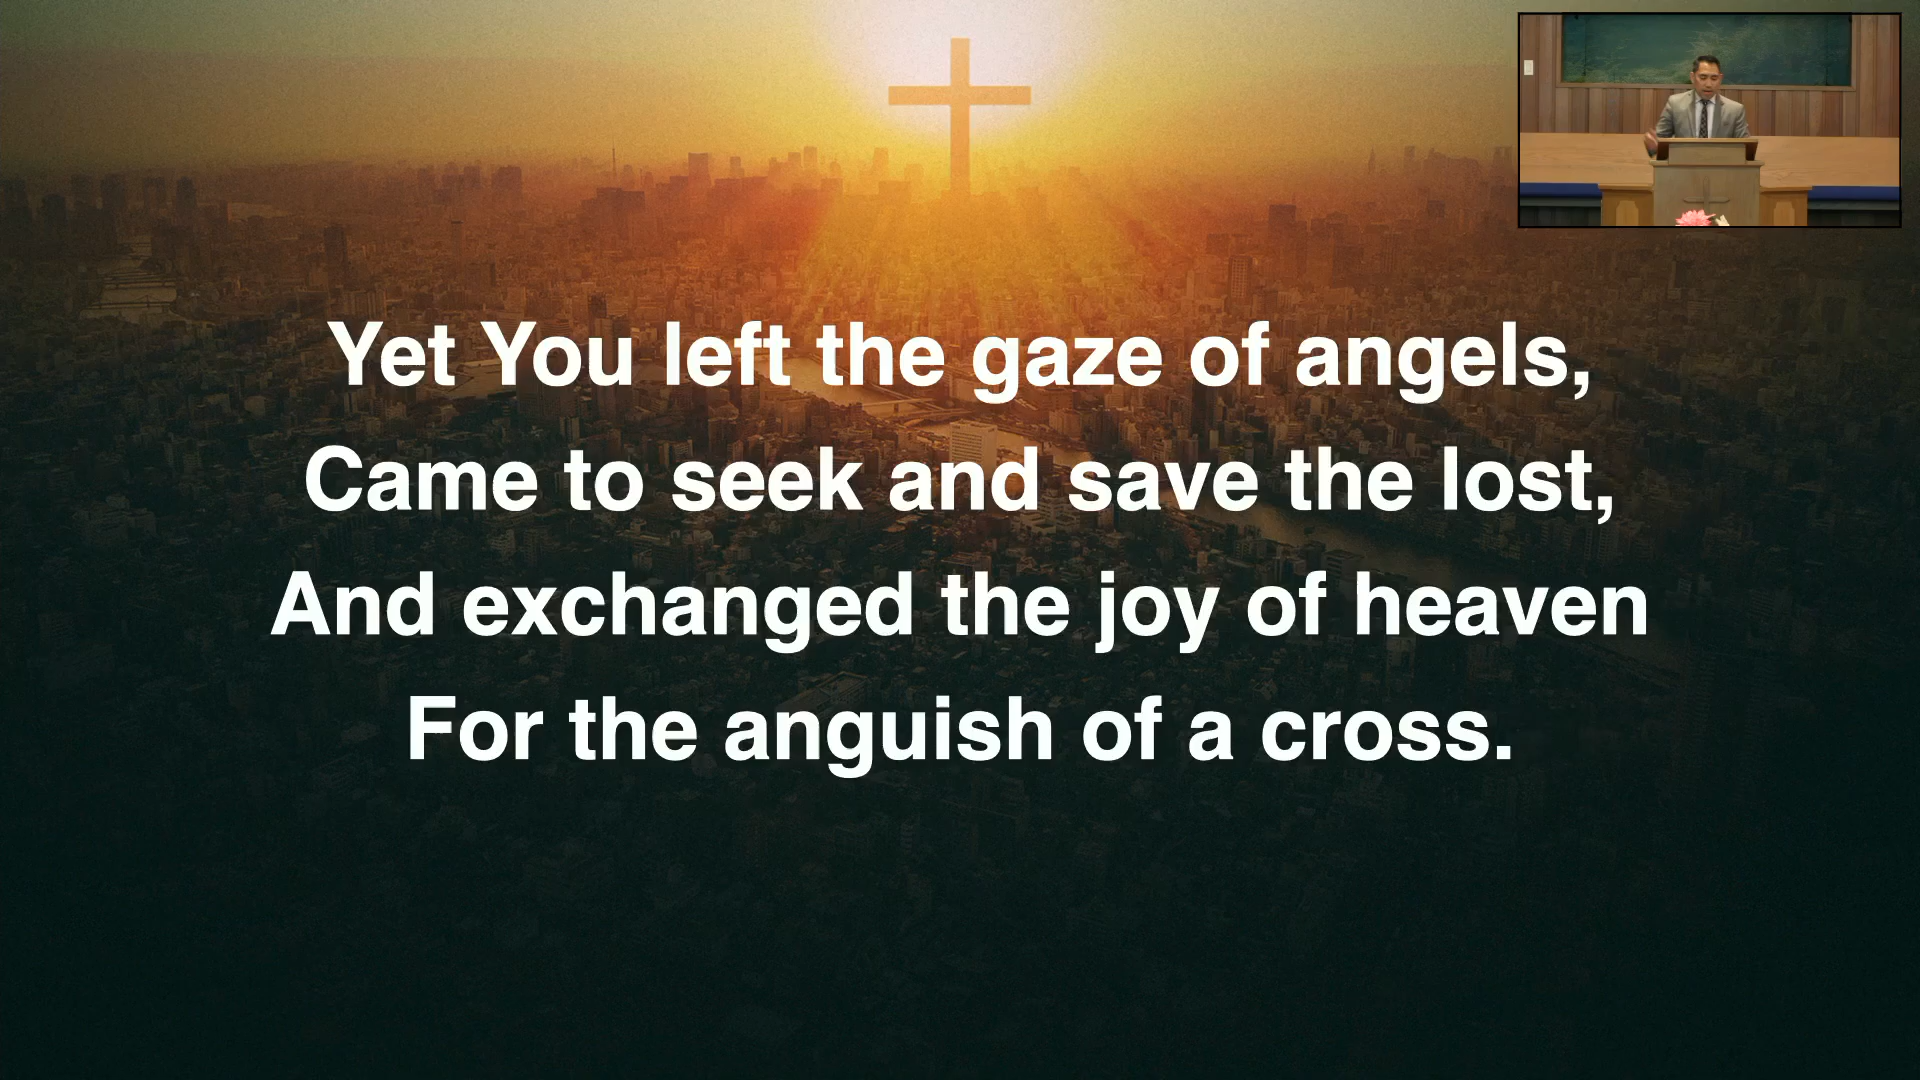 Yet You left the gaze of angels,
Came to seek and save the lost,
And exchanged the joy of heaven
For the anguish of a cross.